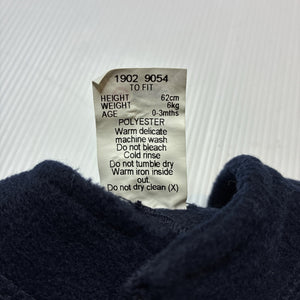 1902 9054
TO FIT
HEIGHT 62cm
WEIGHT 6kg
AGE 0-3mths
POLYESTER
Warm delicate
machine wash
Do not bleach
Cold rinse
Do not tumble dry
Warm iron inside
out.
Do not dry clean (X)